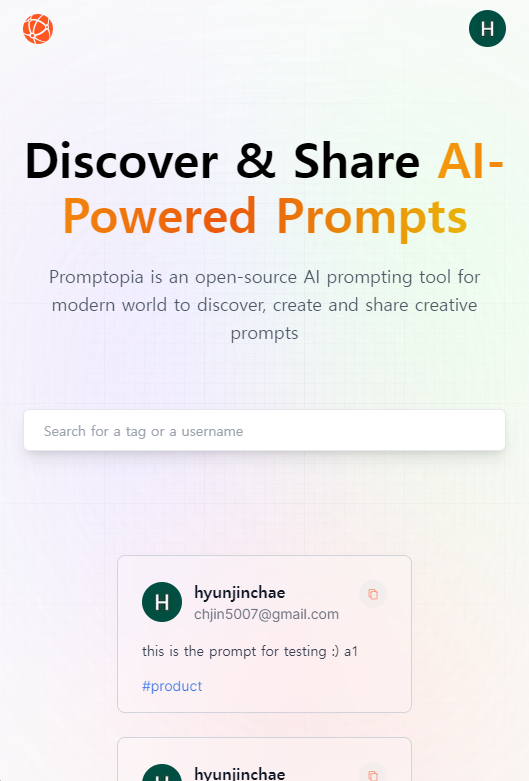 H
Discover & Share AI-
Powered Prompts
Promptopia is an open-source AI prompting tool for
modern world to discover, create and share creative
prompts
Search for a tag or a username
H
hyunjinchae
chjin5007@gmail.com
this is the prompt for testing :) a1
#product
H
hyunjinchae